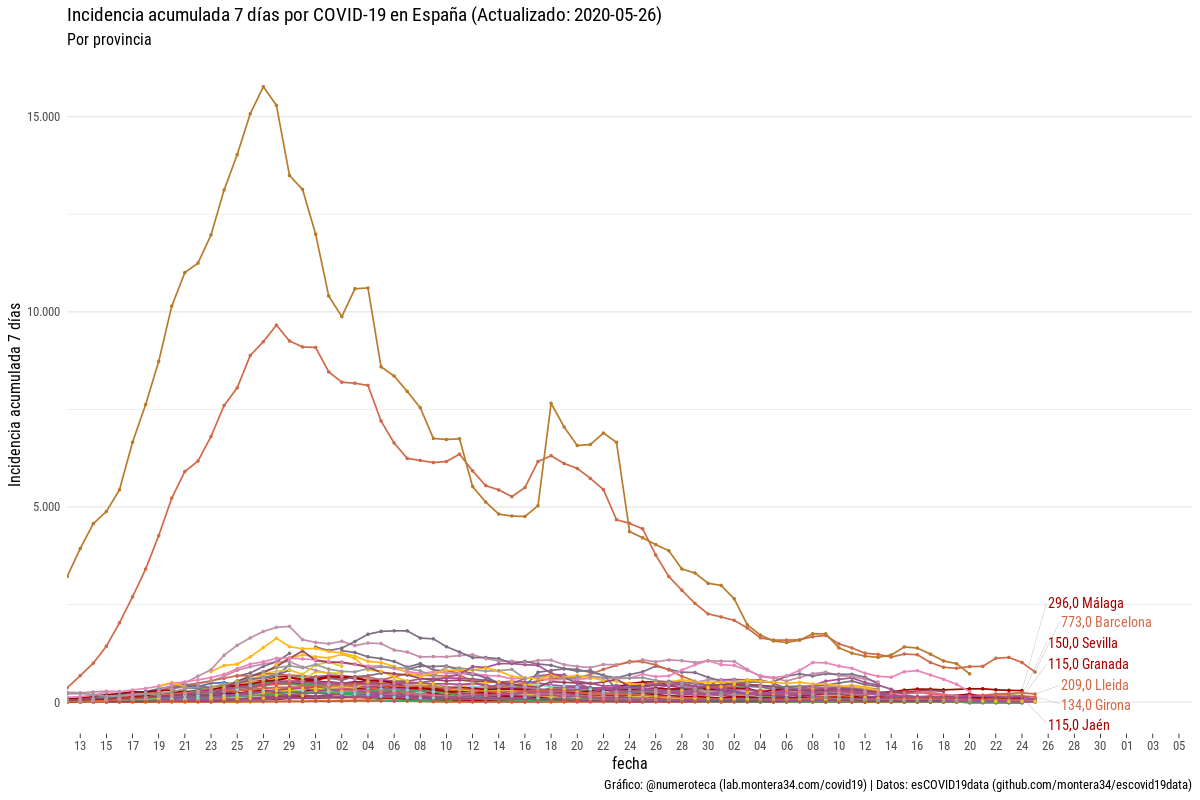 Incidencia acumulada 7 días por COVID-19 en España (Actualizado: 2020-05-26)
Por provincia
Incidencia acumulada 7 días
15.000
10.000
5.000
0
296,0 Málaga
773,0 Barcelona
150,0 Sevilla
115,0 Granada
209,0 Lleida
134,0 Girona
115,0 Jaén
13 15 17 19 21 23 25 27 29 31 02 04 06 08 10 12 14 16 18 20 22 24 26 28 30 02 04 06 08 10 12 14 16 18 20 22 24 26 28 30 01 03 05
fecha
Gráfico: @numeroteca (lab.montera34.com/covid19) | Datos: esCOVID19data (github.com/montera34/escovid19data)